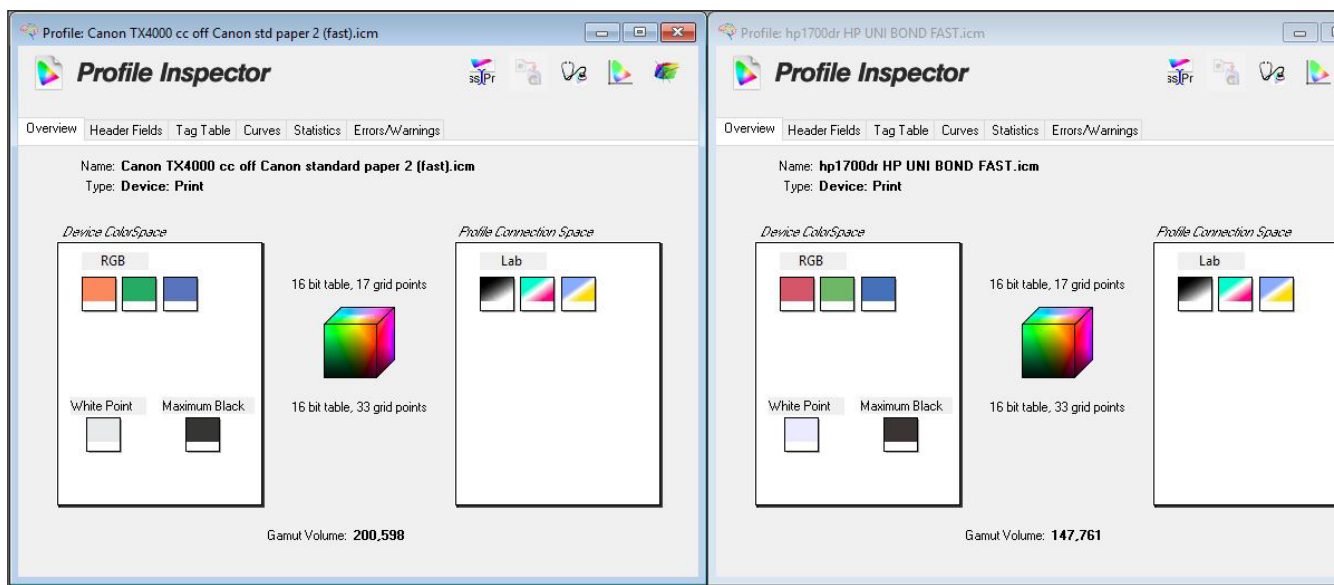 Profile: Canon TX4000 cc off Canon std paper 2 (fast).icm
Profile Inspector
ss Pr
Overview Header Fields Tag Table Curves Statistics Errors/Warnings
Name: Canon TX4000 cc off Canon standard paper 2 (fast).icm
Type: Device: Print
Device ColorSpace
Profile Connection Space
RGB
Lab
16 bit table, 17 grid points
White Point
Maximum Black
16 bit table, 33 grid points
Gamut Volume: 200,598
Profile: hp1700dr HP UNI BOND FAST.icm
Profile Inspector
ss Pr
Overview Header Fields Tag Table Curves Statistics Errors/Warnings
Name: hp1700dr HP UNI BOND FAST.icm
Type: Device: Print
Device ColorSpace
Profile Connection Space
RGB
Lab
16 bit table, 17 grid points
White Point
Maximum Black
16 bit table, 33 grid points
Gamut Volume: 147,761